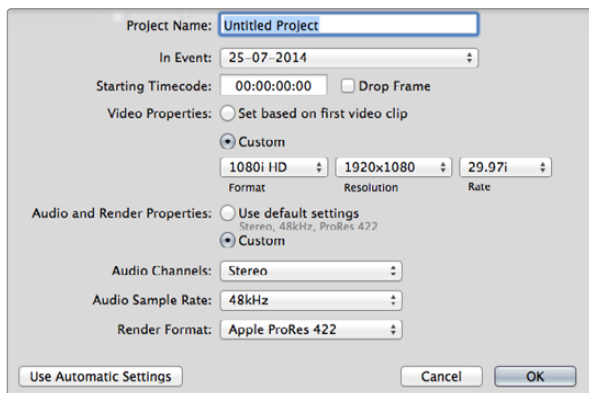 Project Name: Untitled Project
In Event: 25-07-2014
Starting Timecode: 00:00:00:00 Drop Frame
Video Properties: Set based on first video clip
Custom
1080i HD 1920x1080 29.97i
Format Resolution Rate
Audio and Render Properties: Use default settings
Stereo, 48kHz, ProRes 422
Custom
Audio Channels: Stereo
Audio Sample Rate: 48kHz
Render Format: Apple ProRes 422
Use Automatic Settings Cancel OK